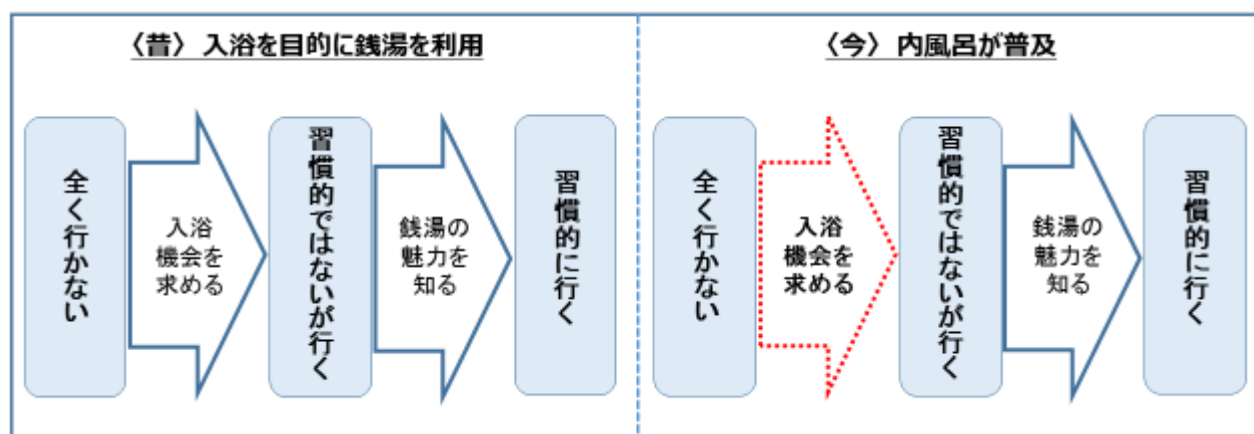 〈昔〉 入浴を目的に銭湯を利用
全く行かない
入浴
機会を
求める
習慣的ではないが行く
銭湯の
魅力を
知る
習慣的に行く
〈今〉 内風呂が普及
全く行かない
入浴
機会を
求める
習慣的ではないが行く
銭湯の
魅力を
知る
習慣的に行く